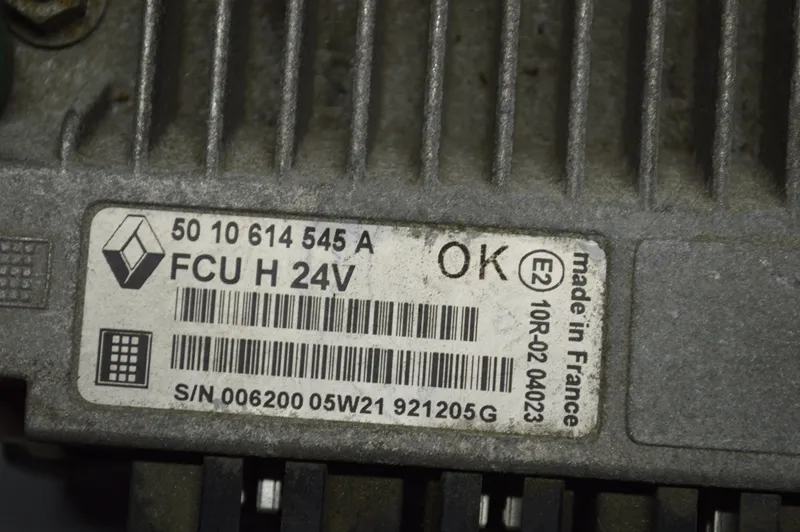 50 10 614 545 A
FCU H 24V
OK
E2
10R-02 04023
made in France
S/N 006200 05W21 921205G